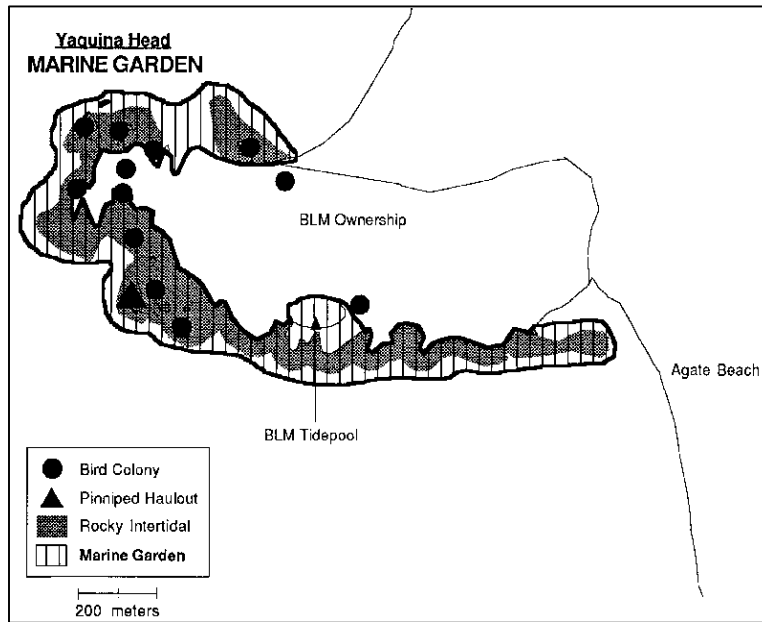 Yaquina Head
MARINE GARDEN
BLM Ownership
Agate Beach
BLM Tidepool
Bird Colony
Pinniped Haulout
Rocky Intertidal
Marine Garden
200 meters